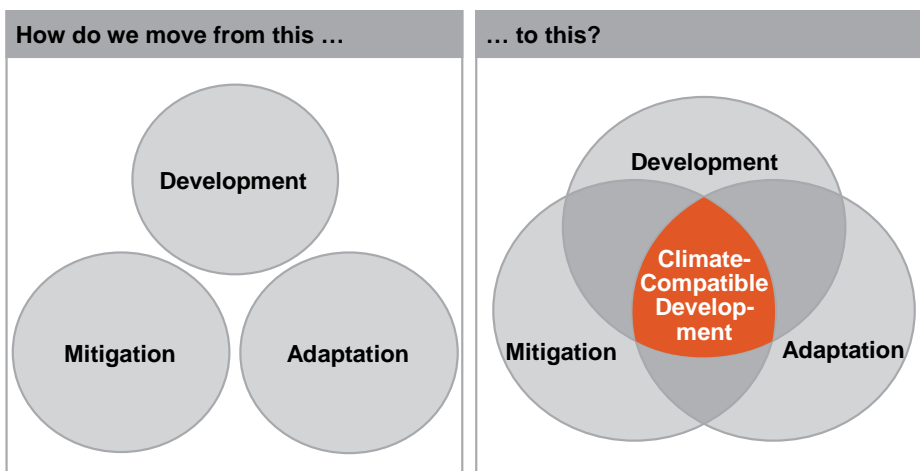 How do we move from this …
Development
Mitigation
Adaptation
… to this?
Development
Climate-
Compatible
Develop-
ment
Mitigation
Adaptation